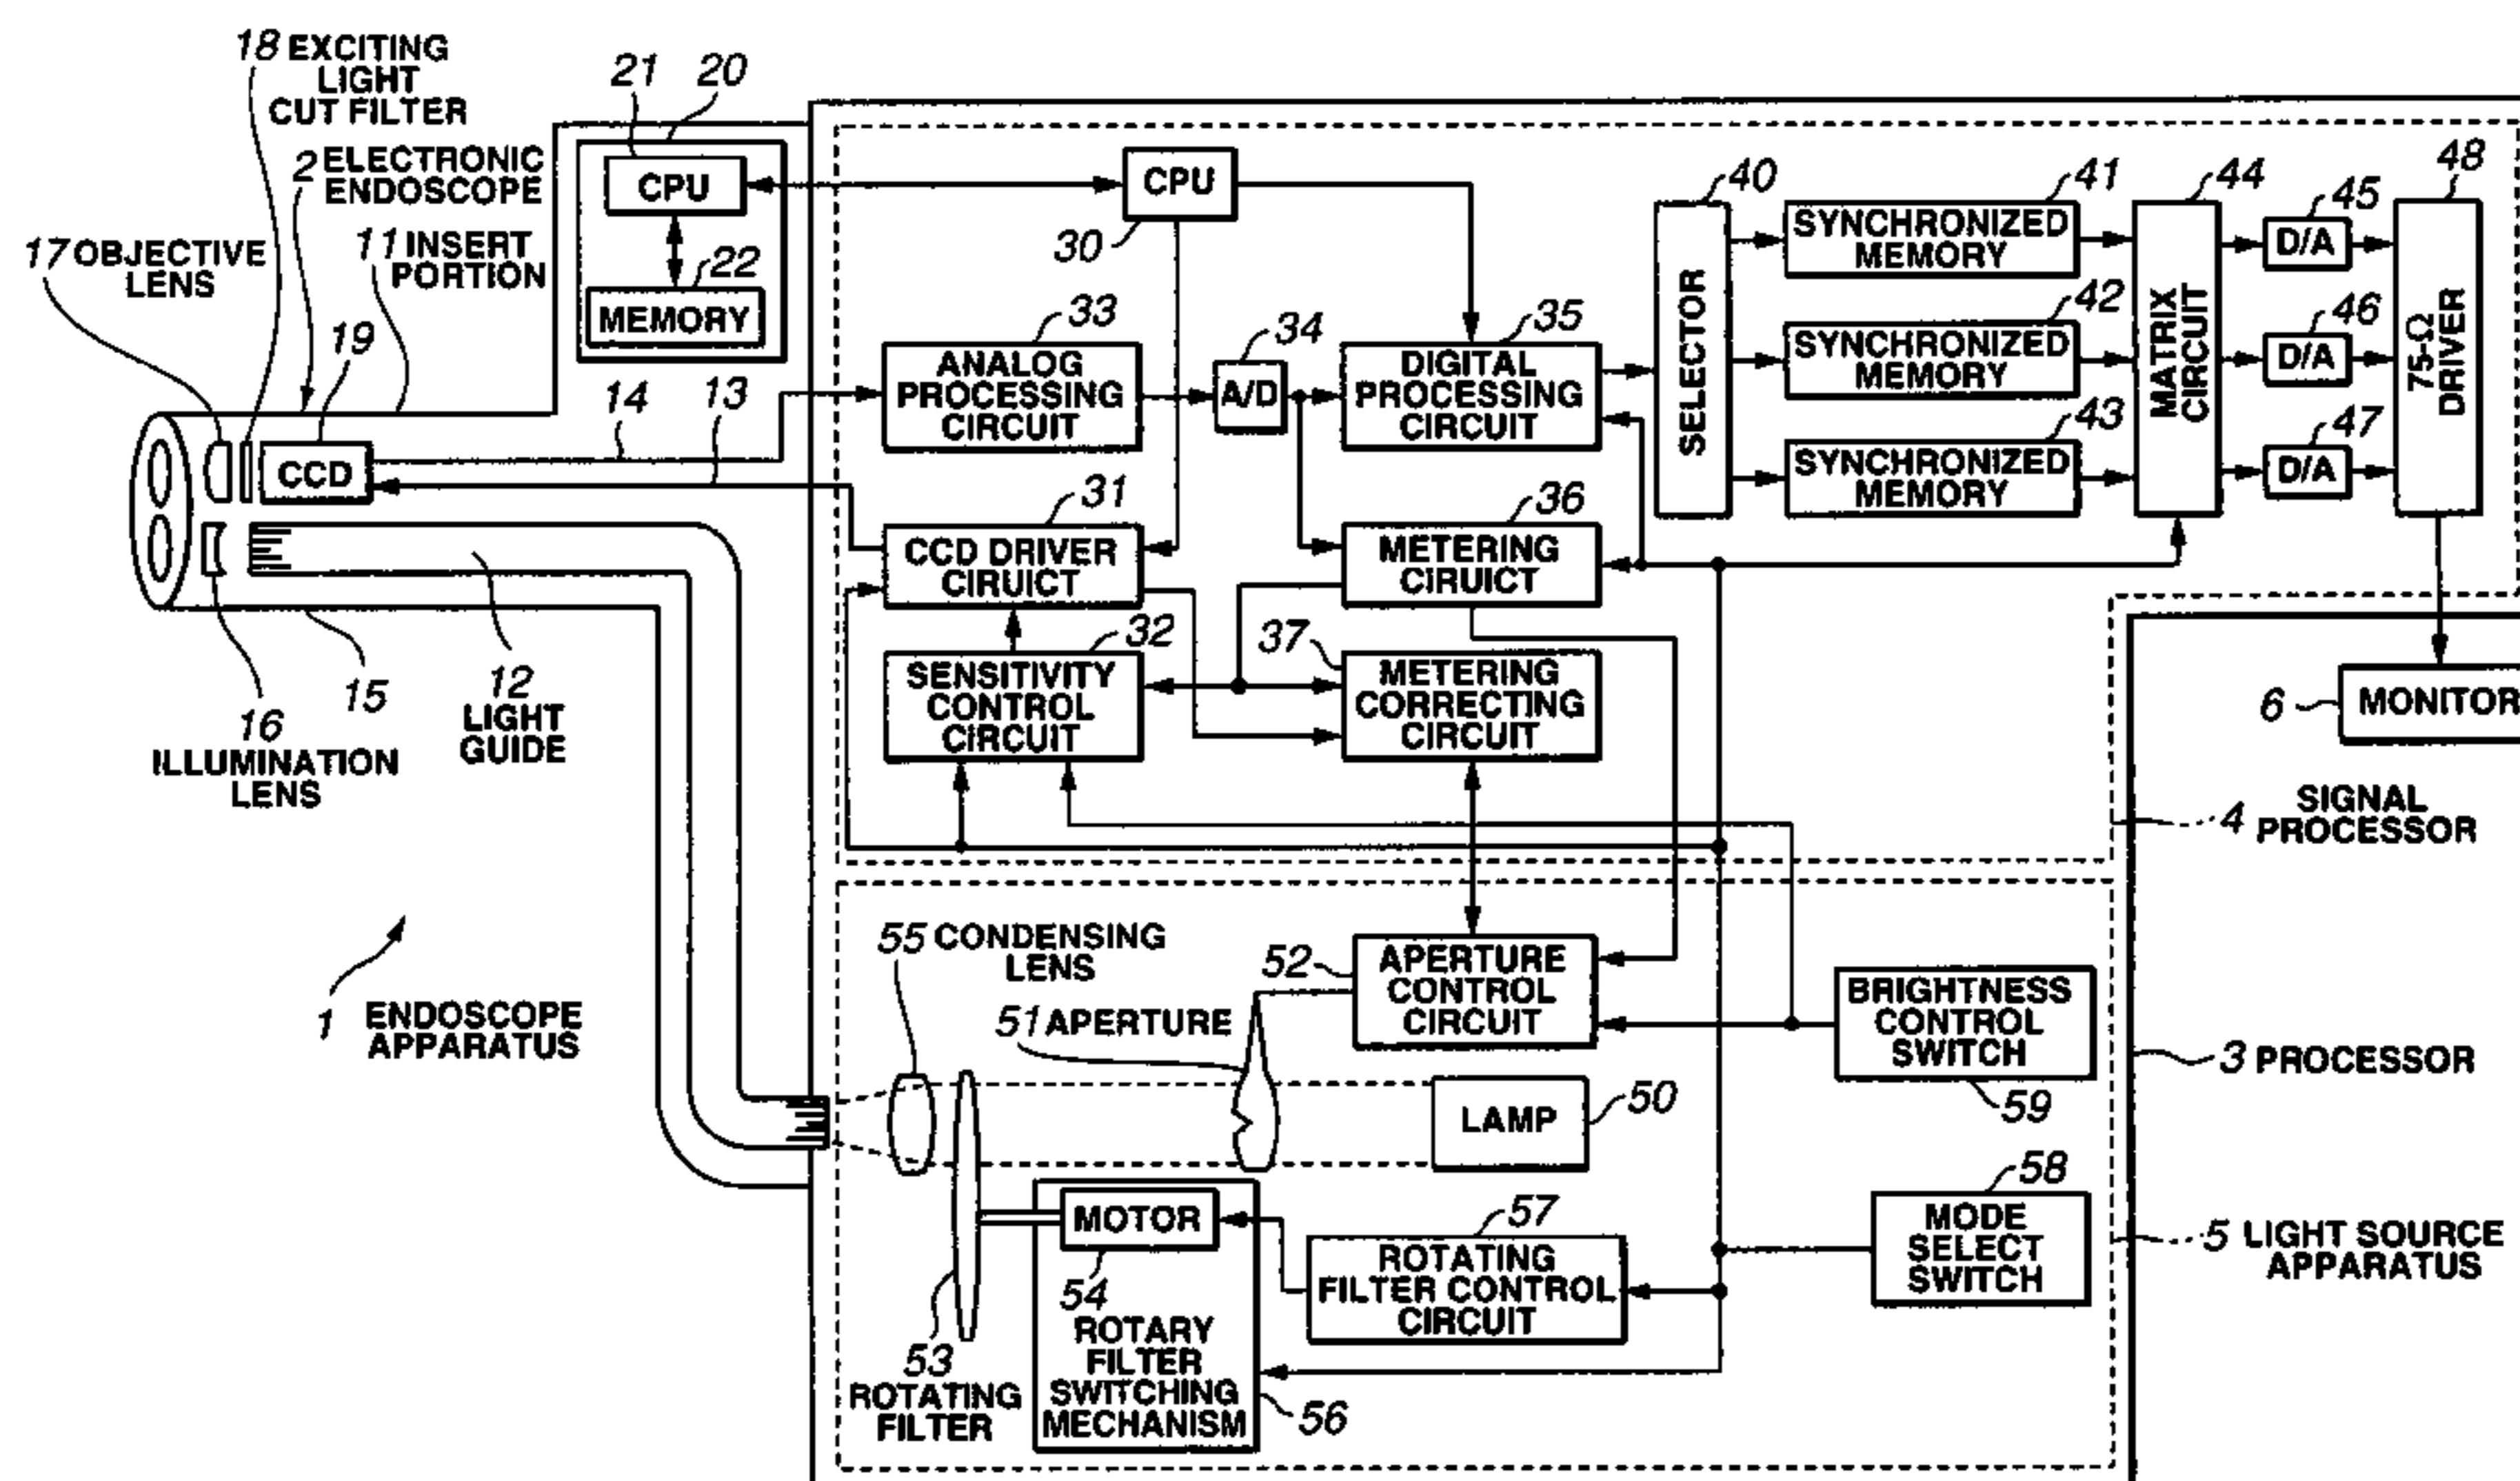 18 EXCITING
LIGHT
CUT FILTER
21
20
2 ELECTRONIC
ENDOSCOPE
17 OBJECTIVE
LENS
11 INSERT
PORTION
CPU
22
MEMORY
19
CCD
14
13
16
ILLUMINATION
LENS
15
12
LIGHT
GUIDE
1 ENDOSCOPE
APPARATUS
CPU
30
33
ANALOG
PROCESSING
CIRCUIT
34
A/D
35
DIGITAL
PROCESSING
CIRCUIT
31
CCD DRIVER
CIRUICT
36
METERING
CIRUICT
32
SENSITIVITY
CONTROL
CIRCUIT
37
METERING
CORRECTING
CIRCUIT
40
SELECTOR
41
SYNCHRONIZED
MEMORY
42
SYNCHRONIZED
MEMORY
43
SYNCHRONIZED
MEMORY
44
MATRIX
CIRCUIT
45
D/A
46
D/A
47
D/A
48
75-Ω
DRIVER
6
MONITOR
4 SIGNAL
PROCESSOR
55 CONDENSING
LENS
51 APERTURE
52
APERTURE
CONTROL
CIRCUIT
BRIGHTNESS
CONTROL
SWITCH
59
3 PROCESSOR
LAMP
50
58
MODE
SELECT
SWITCH
5 LIGHT SOURCE
APPARATUS
MOTOR
54
57
ROTATING
FILTER CONTROL
CIRCUIT
53
ROTATING
FILTER
ROTARY
FILTER
SWITCHING
MECHANISM
56